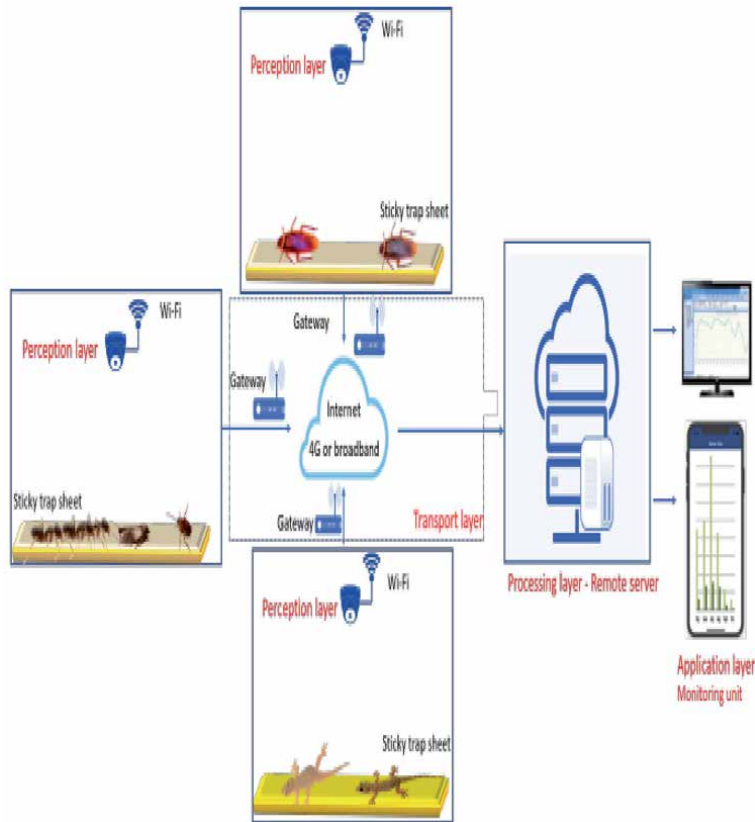 Wi-Fi
Perception layer
Sticky trap sheet
Wi-Fi
Perception layer
Sticky trap sheet
Gateway
Gateway
Internet
4G or broadband
Gateway
Transport layer
Wi-Fi
Perception layer
Sticky trap sheet
Processing layer - Remote server
Application layer
Monitoring unit